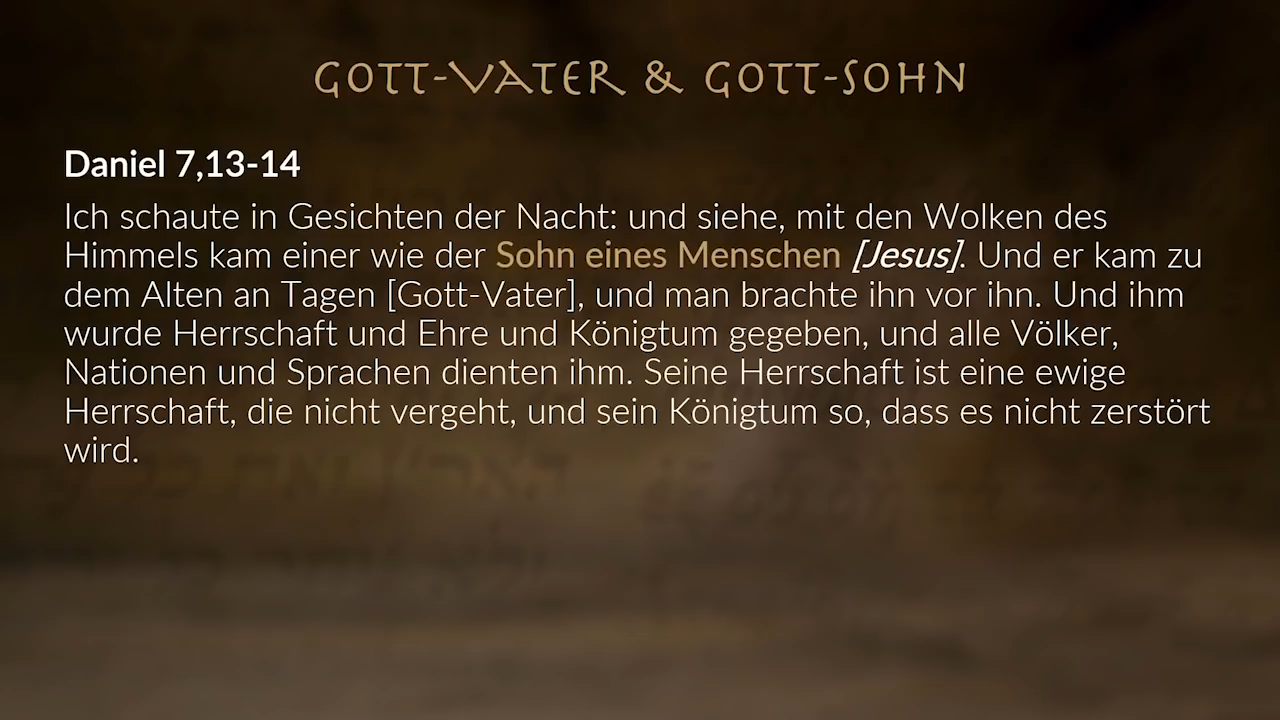 GOTT-VATER & GOTT-SOHN
Daniel 7,13-14
Ich schaute in Gesichten der Nacht: und siehe, mit den Wolken des
Himmels kam einer wie der Sohn eines Menschen [Jesus]. Und er kam zu
dem Alten an Tagen [Gott-Vater], und man brachte ihn vor ihn. Und ihm
wurde Herrschaft und Ehre und Königtum gegeben, und alle Völker,
Nationen und Sprachen dienten ihm. Seine Herrschaft ist eine ewige
Herrschaft, die nicht vergeht, und sein Königtum so, dass es nicht zerstört
wird.